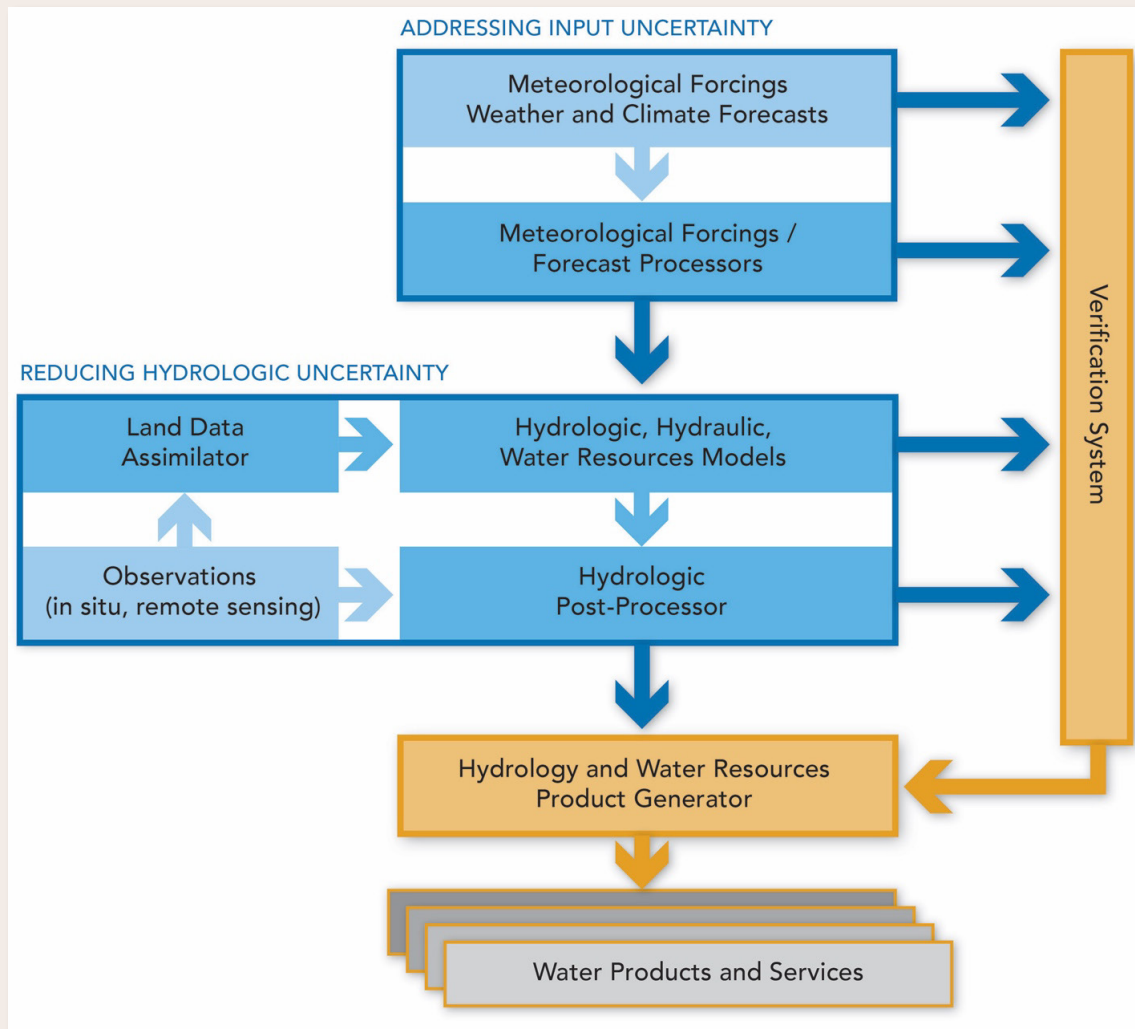 ADDRESSING INPUT UNCERTAINTY
Meteorological Forcings
Weather and Climate Forecasts
Meteorological Forcings /
Forecast Processors
Verification System
REDUCING HYDROLOGIC UNCERTAINTY
Land Data
Assimilator
Hydrologic, Hydraulic,
Water Resources Models
Observations
(in situ, remote sensing)
Hydrologic
Post-Processor
Hydrology and Water Resources
Product Generator
Water Products and Services